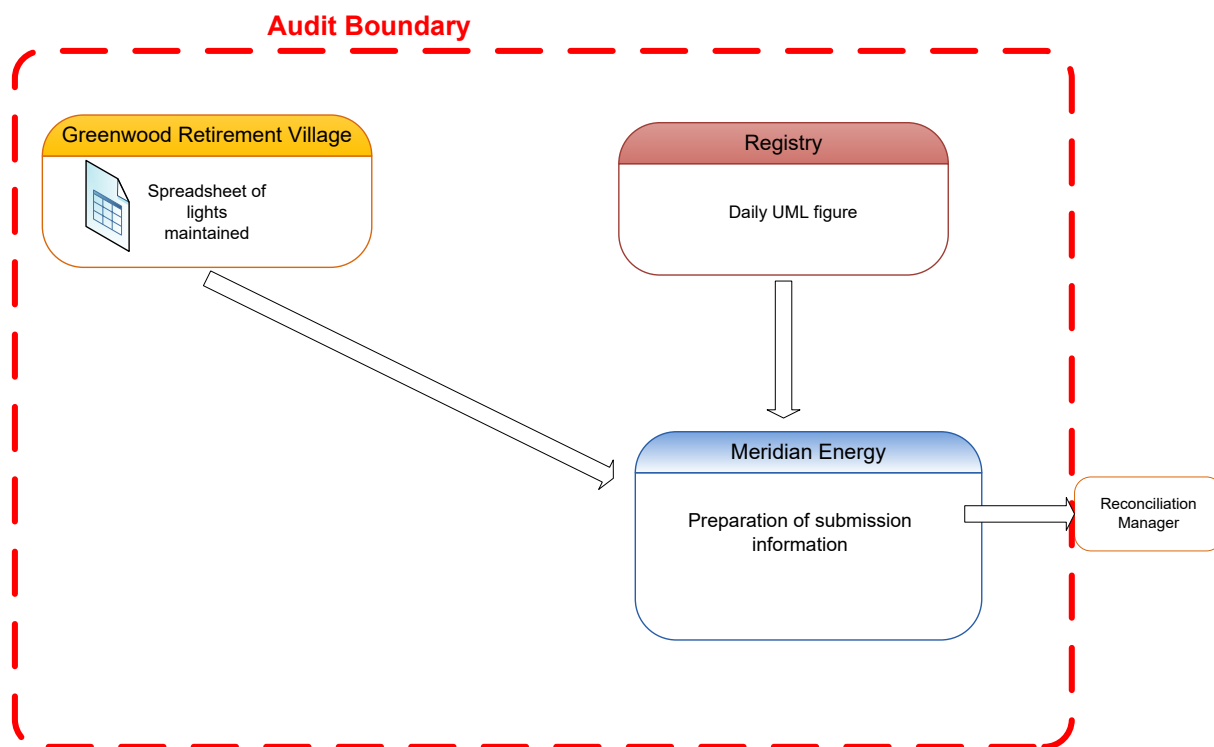 Audit Boundary
Greenwood Retirement Village
Spreadsheet of
lights
maintained
Registry
Daily UML figure
Meridian Energy
Preparation of submission
information
Reconciliation
Manager